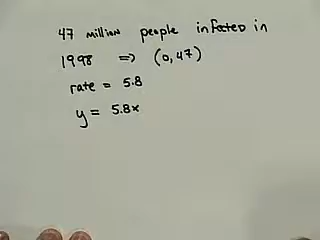 47 million people infected in
1998 => (0,47)
rate = 5.8
y = 5.8x